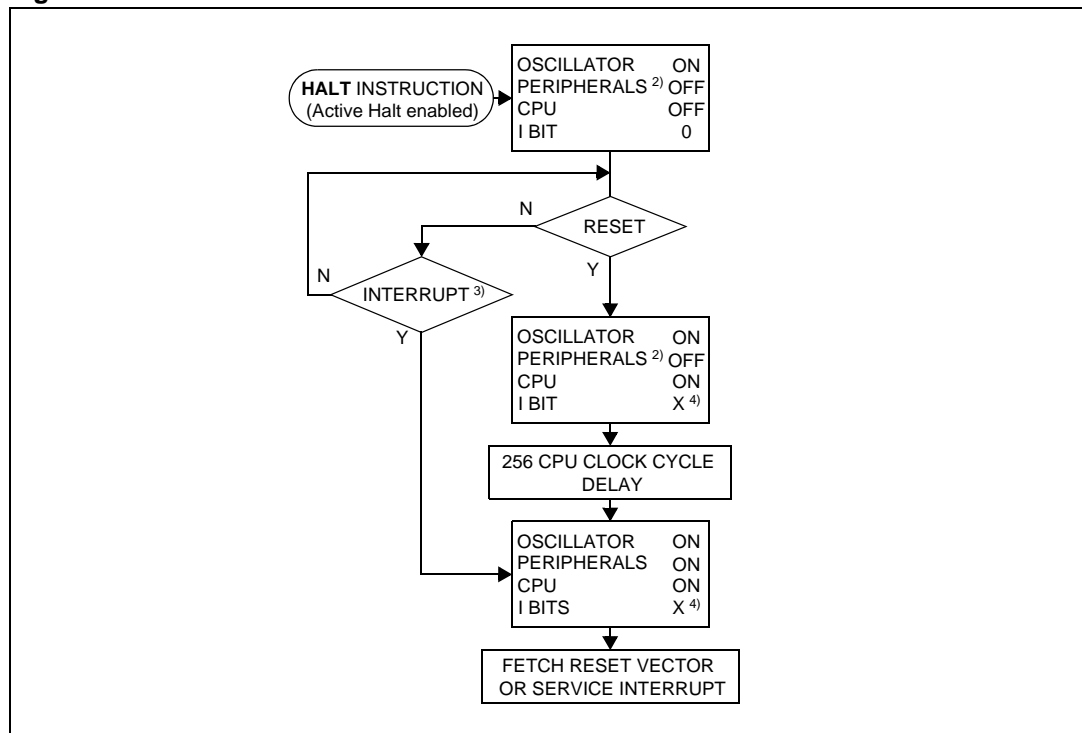 HALT INSTRUCTION
(Active Halt enabled)
OSCILLATOR ON
PERIPHERALS 2) OFF
CPU OFF
I BIT 0
N
RESET
Y
N
INTERRUPT 3)
Y
OSCILLATOR ON
PERIPHERALS 2) OFF
CPU ON
I BIT X 4)
256 CPU CLOCK CYCLE
DELAY
OSCILLATOR ON
PERIPHERALS ON
CPU ON
I BITS X 4)
FETCH RESET VECTOR
OR SERVICE INTERRUPT